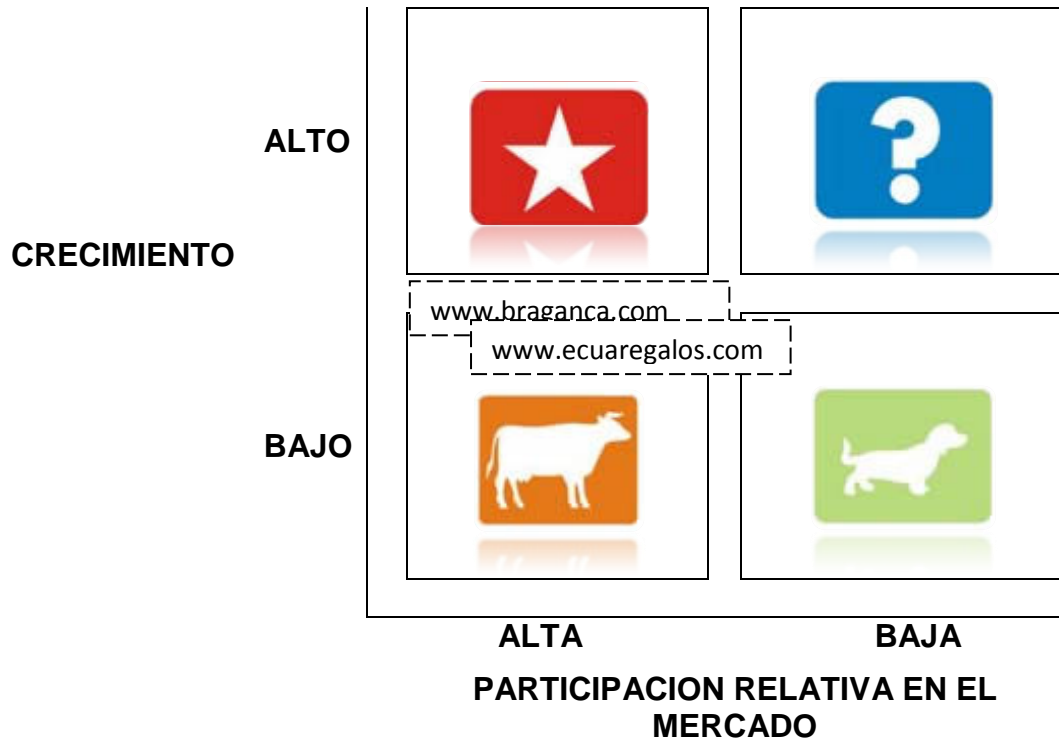 ALTO
?
CRECIMIENTO
www.braganca.com
www.ecuaregalos.com
BAJO
ALTA BAJA
PARTICIPACION RELATIVA EN EL
MERCADO